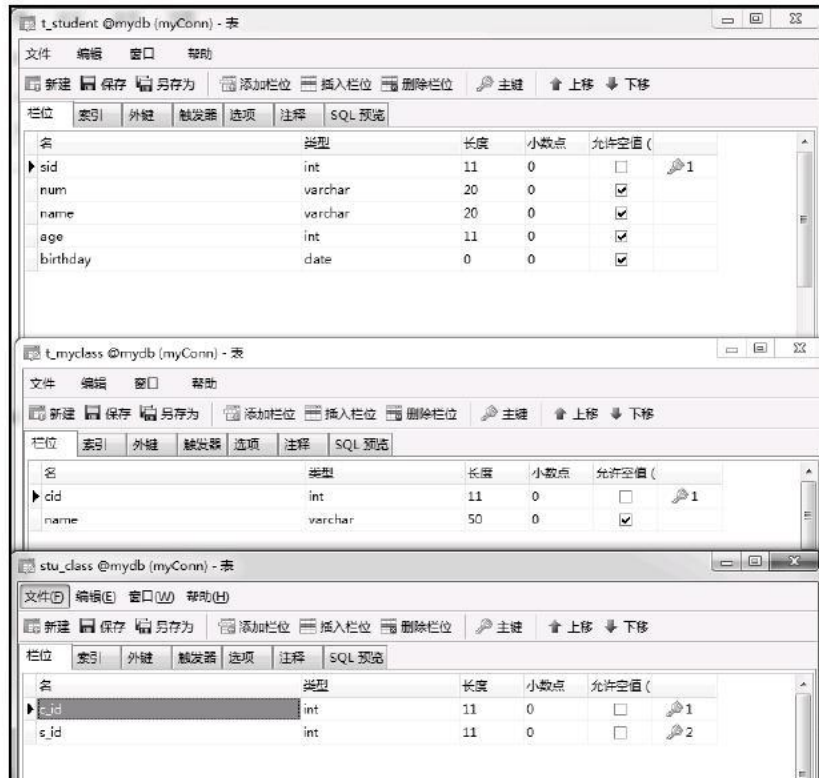 t_student @mydb (myConn) - 表
文件 编辑 窗口 帮助
新建 保存 另存为 添加栏位 插入栏位 删除栏位 主键 上移 下移
栏位 索引 外键 触发器 选项 注释 SQL 预览
名 类型 长度 小数点 允许空值 (
sid int 11 0 1
num varchar 20 0
name varchar 20 0
age int 11 0
birthday date 0 0
t_myclass @mydb (myConn) - 表
文件 编辑 窗口 帮助
新建 保存 另存为 添加栏位 插入栏位 删除栏位 主键 上移 下移
栏位 索引 外键 触发器 选项 注释 SQL 预览
名 类型 长度 小数点 允许空值 (
cid int 11 0 1
name varchar 50 0
stu_class @mydb (myConn) - 表
文件(F) 编辑(E) 窗口(W) 帮助(H)
新建 保存 另存为 添加栏位 插入栏位 删除栏位 主键 上移 下移
栏位 索引 外键 触发器 选项 注释 SQL 预览
名 类型 长度 小数点 允许空值 (
c_id int 11 0 1
s_id int 11 0 2